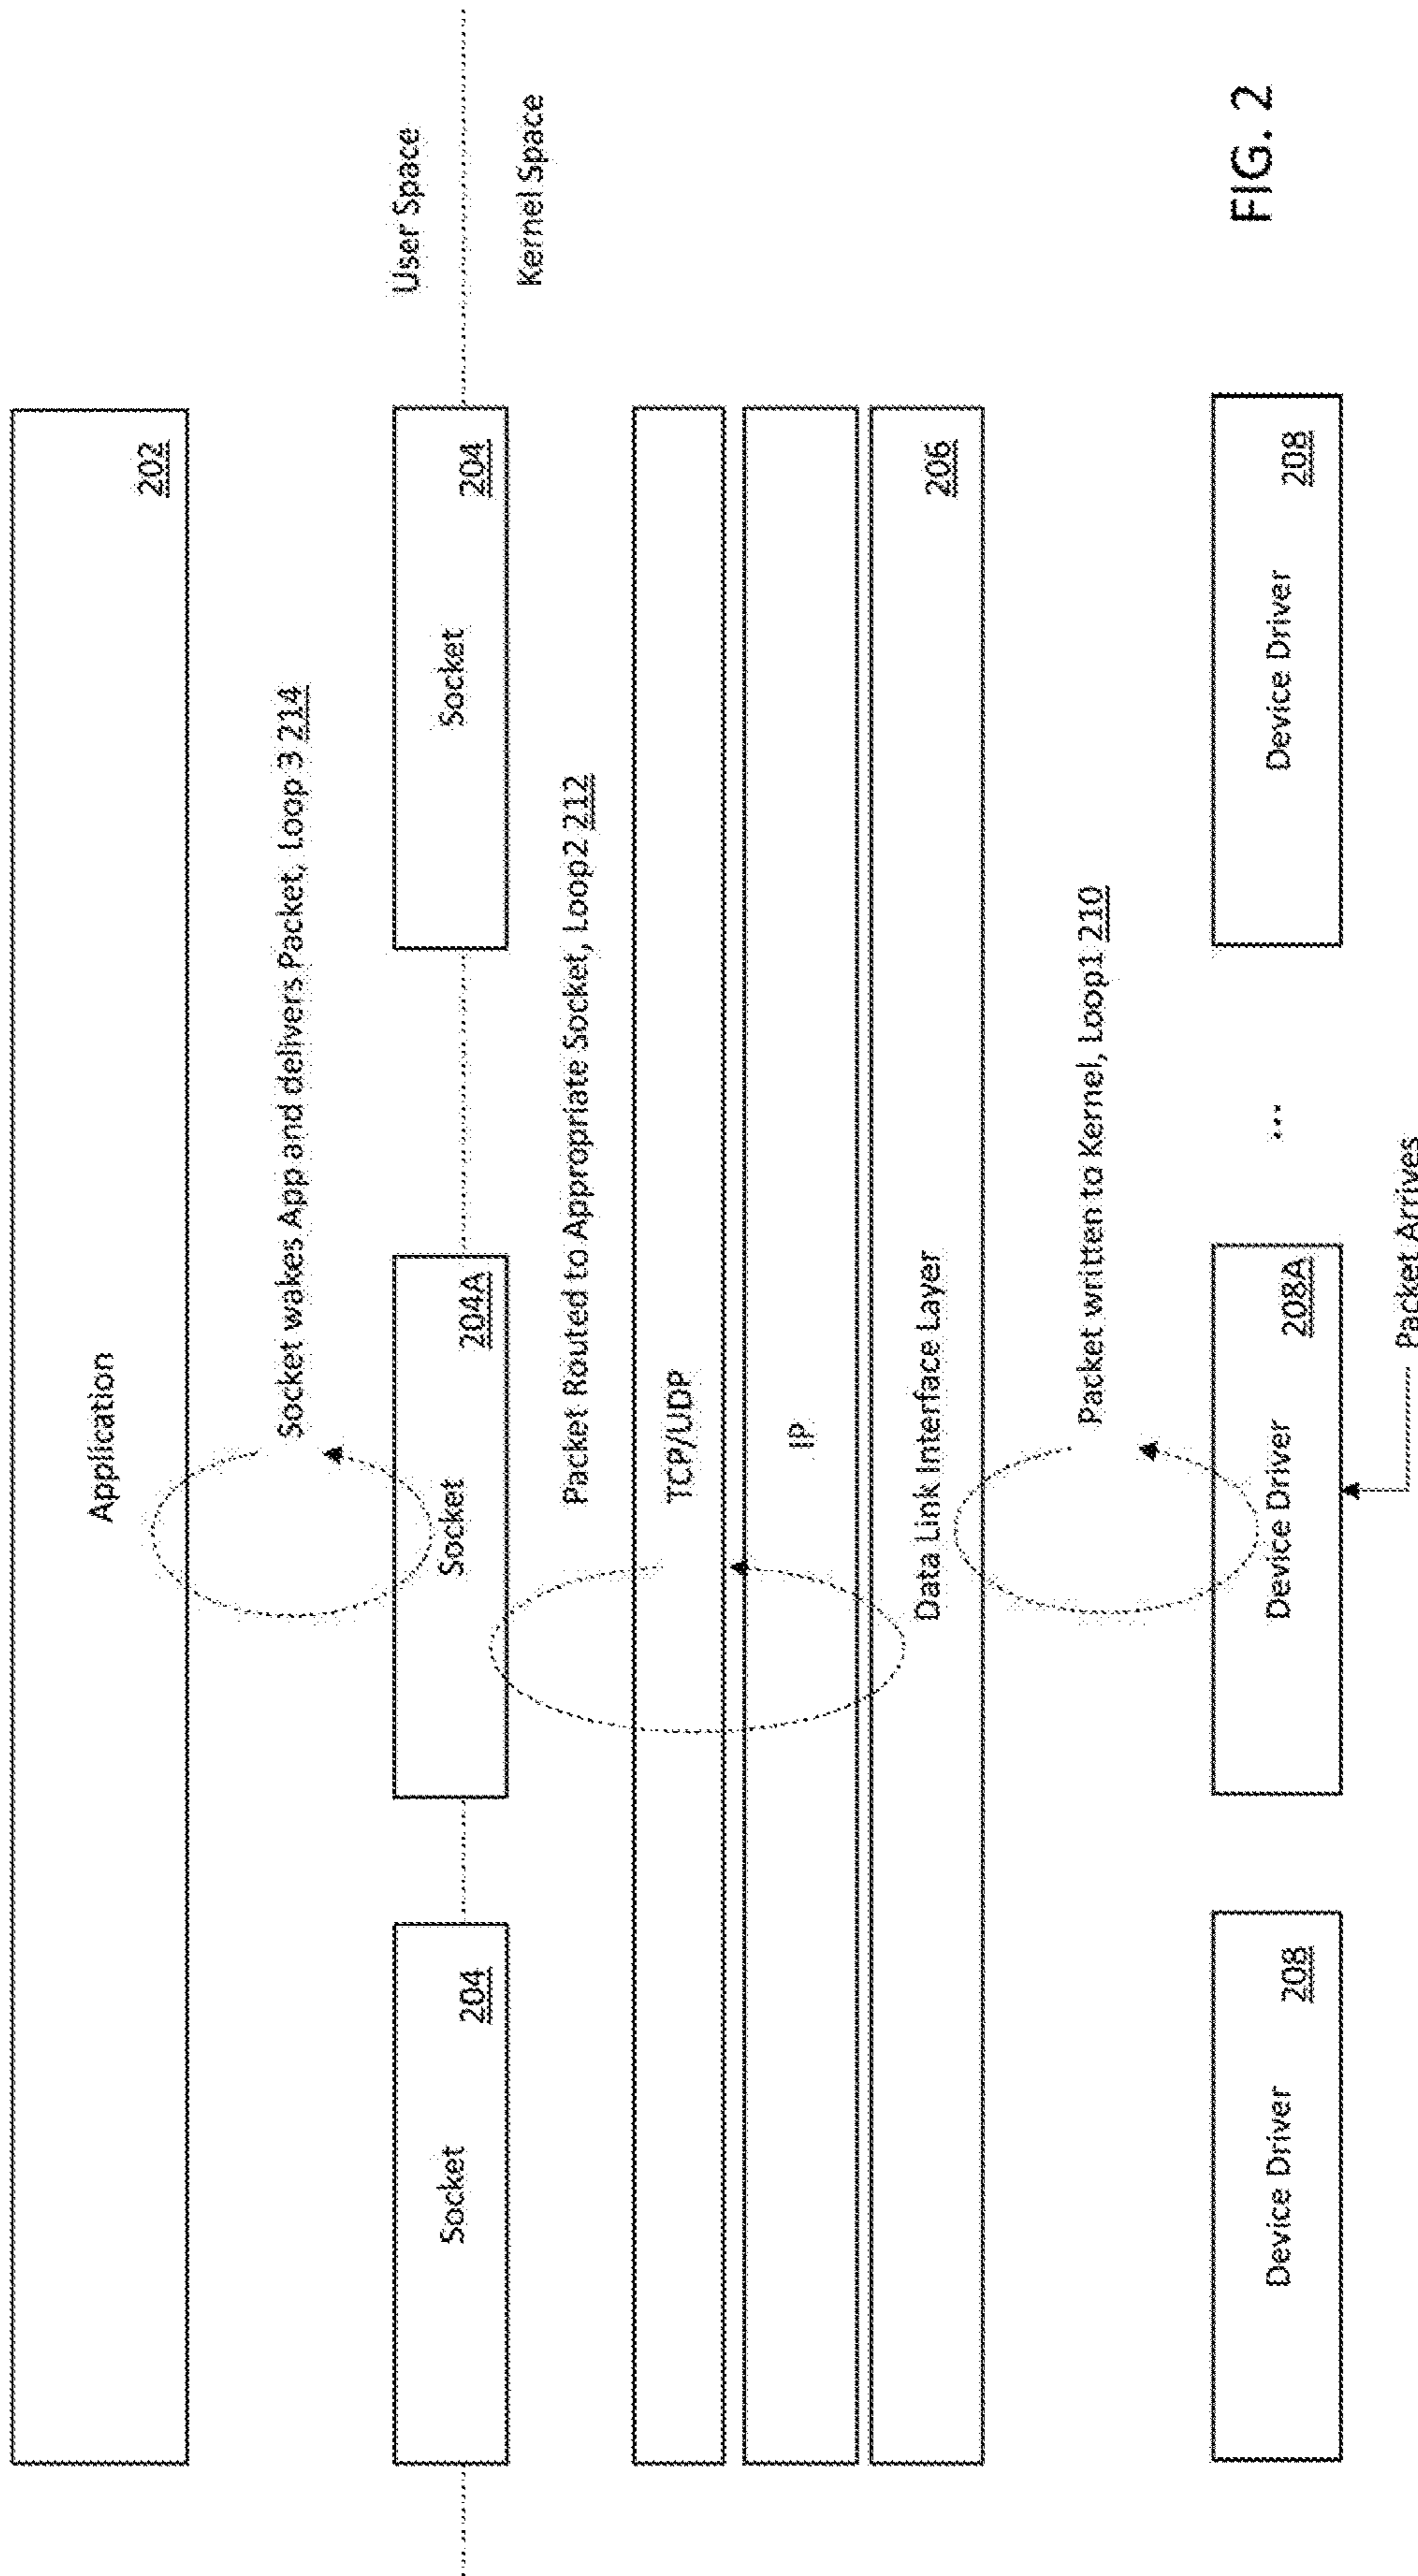 Application
202
Socket wakes App and delivers Packet, Loop 3 214
User Space
Socket
204
Socket
204A
Socket
204
Kernel Space
Packet Routed to Appropriate Socket, Loop2 212
TCP/UDP
IP
Data Link Interface Layer
206
Packet written to Kernel, Loop1 210
Device Driver
208
Device Driver
208A
...
Device Driver
208
Packet Arrives
FIG. 2